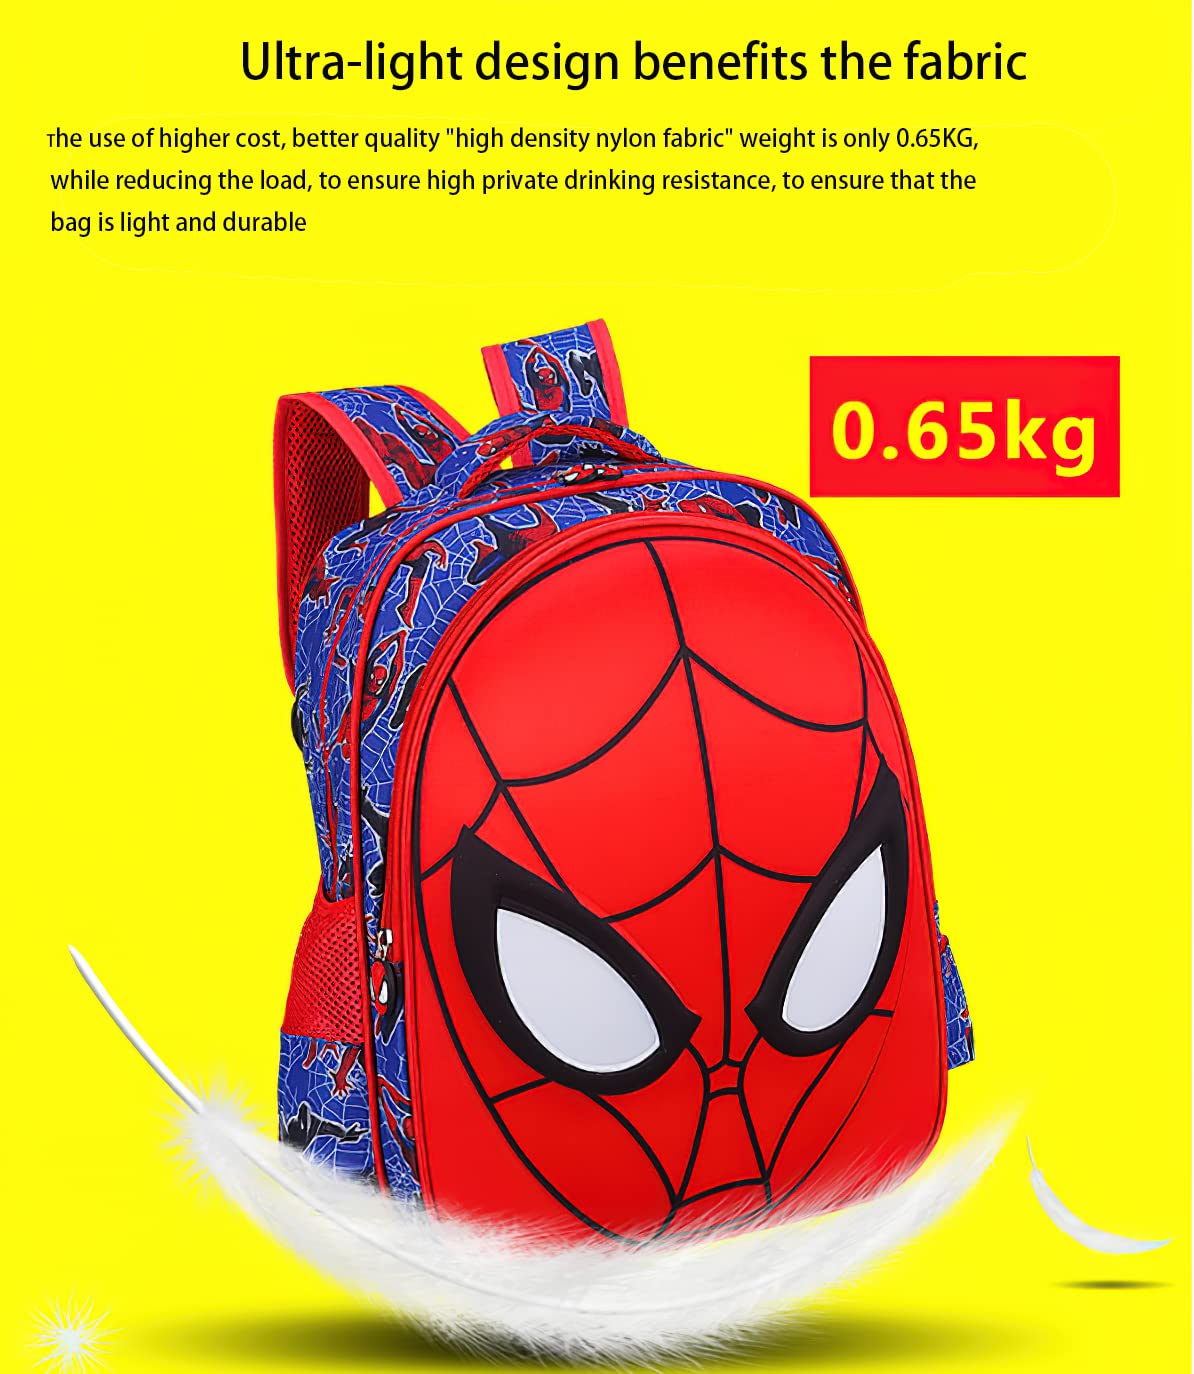 Ultra-light design benefits the fabric
The use of higher cost, better quality "high density nylon fabric" weight is only 0.65KG,
while reducing the load, to ensure high private drinking resistance, to ensure that the
bag is light and durable
0.65kg